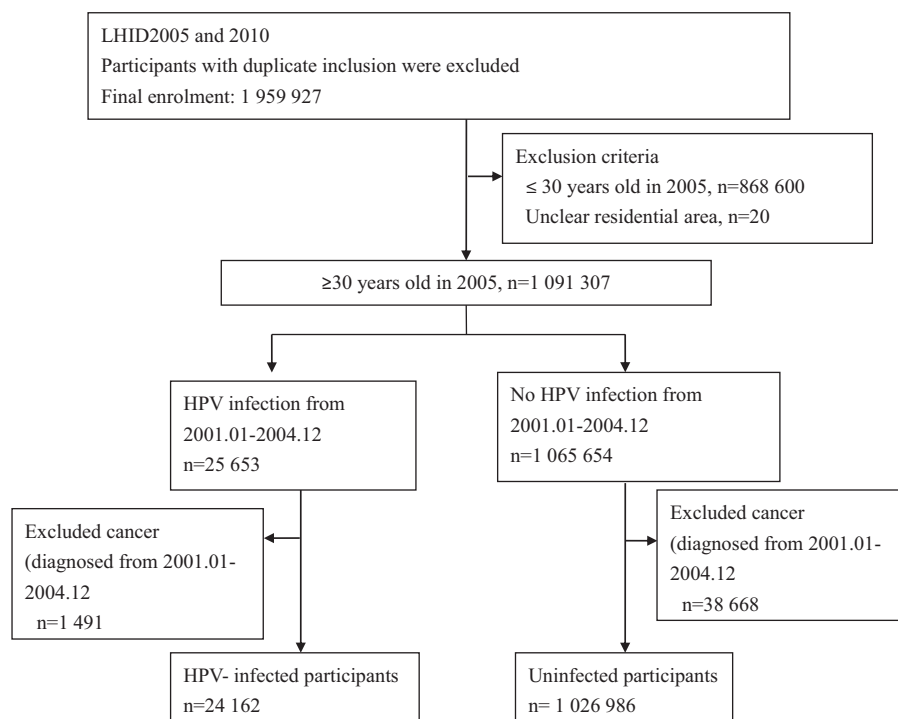 LHID2005 and 2010
Participants with duplicate inclusion were excluded
Final enrolment: 1 959 927
Exclusion criteria
≤ 30 years old in 2005, n=868 600
Unclear residential area, n=20
≥30 years old in 2005, n=1 091 307
HPV infection from
2001.01-2004.12
n=25 653
No HPV infection from
2001.01-2004.12
n=1 065 654
Excluded cancer
(diagnosed from 2001.01-
2004.12
n=1 491
Excluded cancer
(diagnosed from 2001.01-
2004.12
n=38 668
HPV- infected participants
n=24 162
Uninfected participants
n= 1 026 986